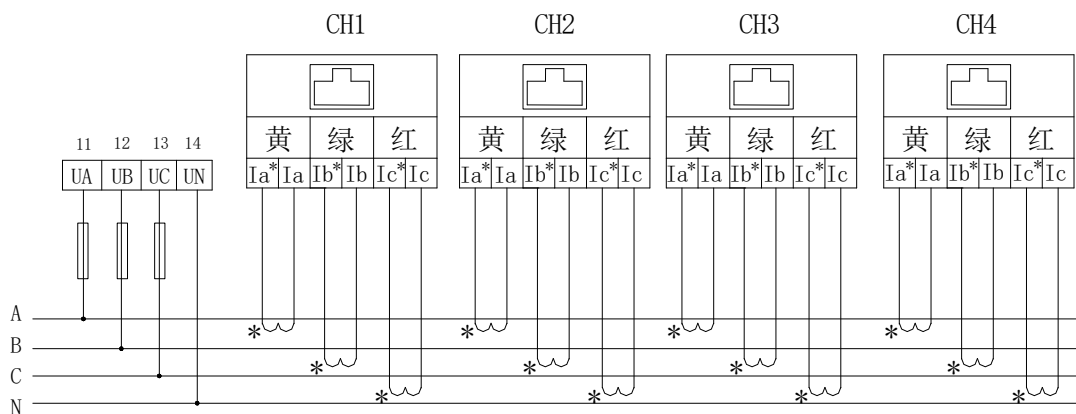 CH1 CH2 CH3 CH4
黄 绿 红 黄 绿 红 黄 绿 红 黄 绿 红
11 12 13 14
UA UB UC UN
Ia* Ia Ib* Ib Ic* Ic Ia* Ia Ib* Ib Ic* Ic Ia* Ia Ib* Ib Ic* Ic Ia* Ia Ib* Ib Ic* Ic
A
* * * *
B
* * * *
C
* * * *
N